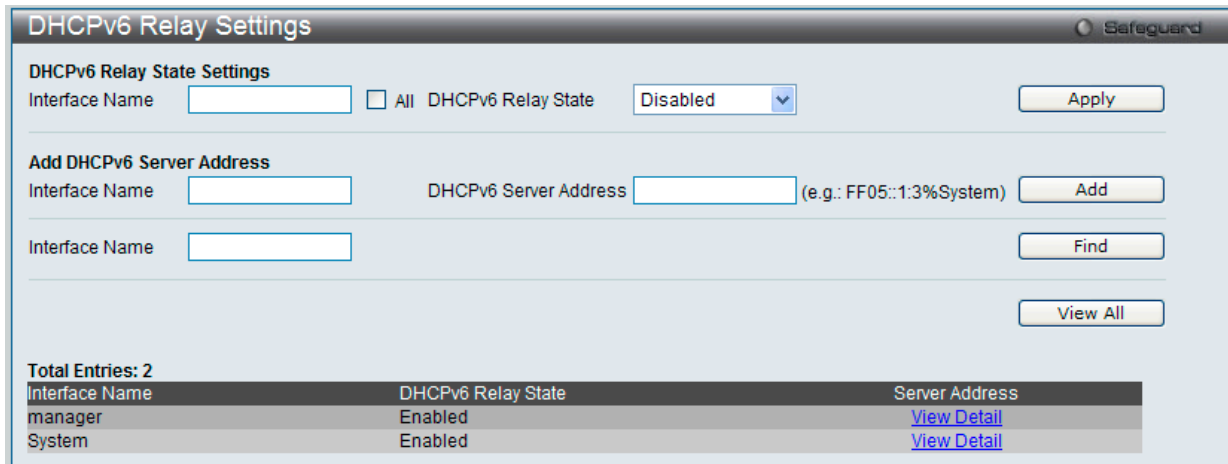 DHCPv6 Relay Settings Safeguard
DHCPv6 Relay State Settings
Interface Name All DHCPv6 Relay State Disabled Apply
Add DHCPv6 Server Address
Interface Name DHCPv6 Server Address (e.g.: FF05::1:3%System) Add
Interface Name Find
View All
Total Entries: 2
Interface Name DHCPv6 Relay State Server Address
manager Enabled View Detail
System Enabled View Detail